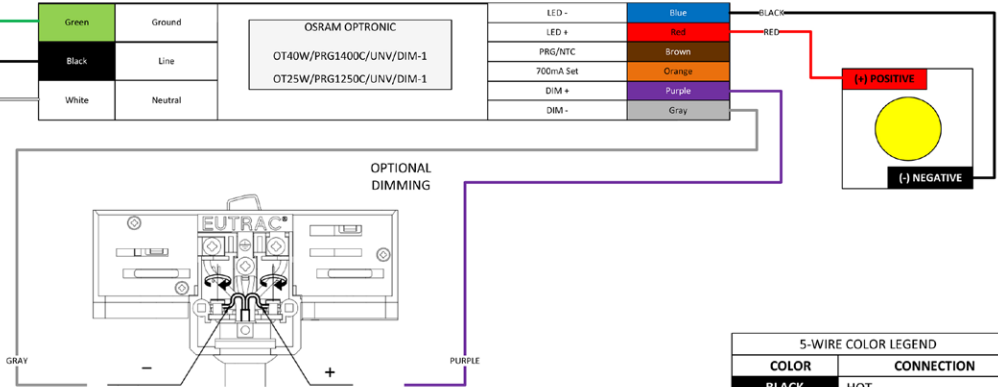 Green Ground
Black Line
White Neutral
OSRAM OPTRONIC
OT40W/PRG1400C/UNV/DIM-1
OT25W/PRG1250C/UNV/DIM-1
LED - Blue
LED + Red
PRG/NTC Brown
700mA Set Orange
DIM + Purple
DIM - Gray
BLACK
RED
(+) POSITIVE
(-) NEGATIVE
OPTIONAL
DIMMING
EUTRAC®
GRAY
PURPLE
- +
5-WIRE COLOR LEGEND
COLOR CONNECTION
BLACK HOT